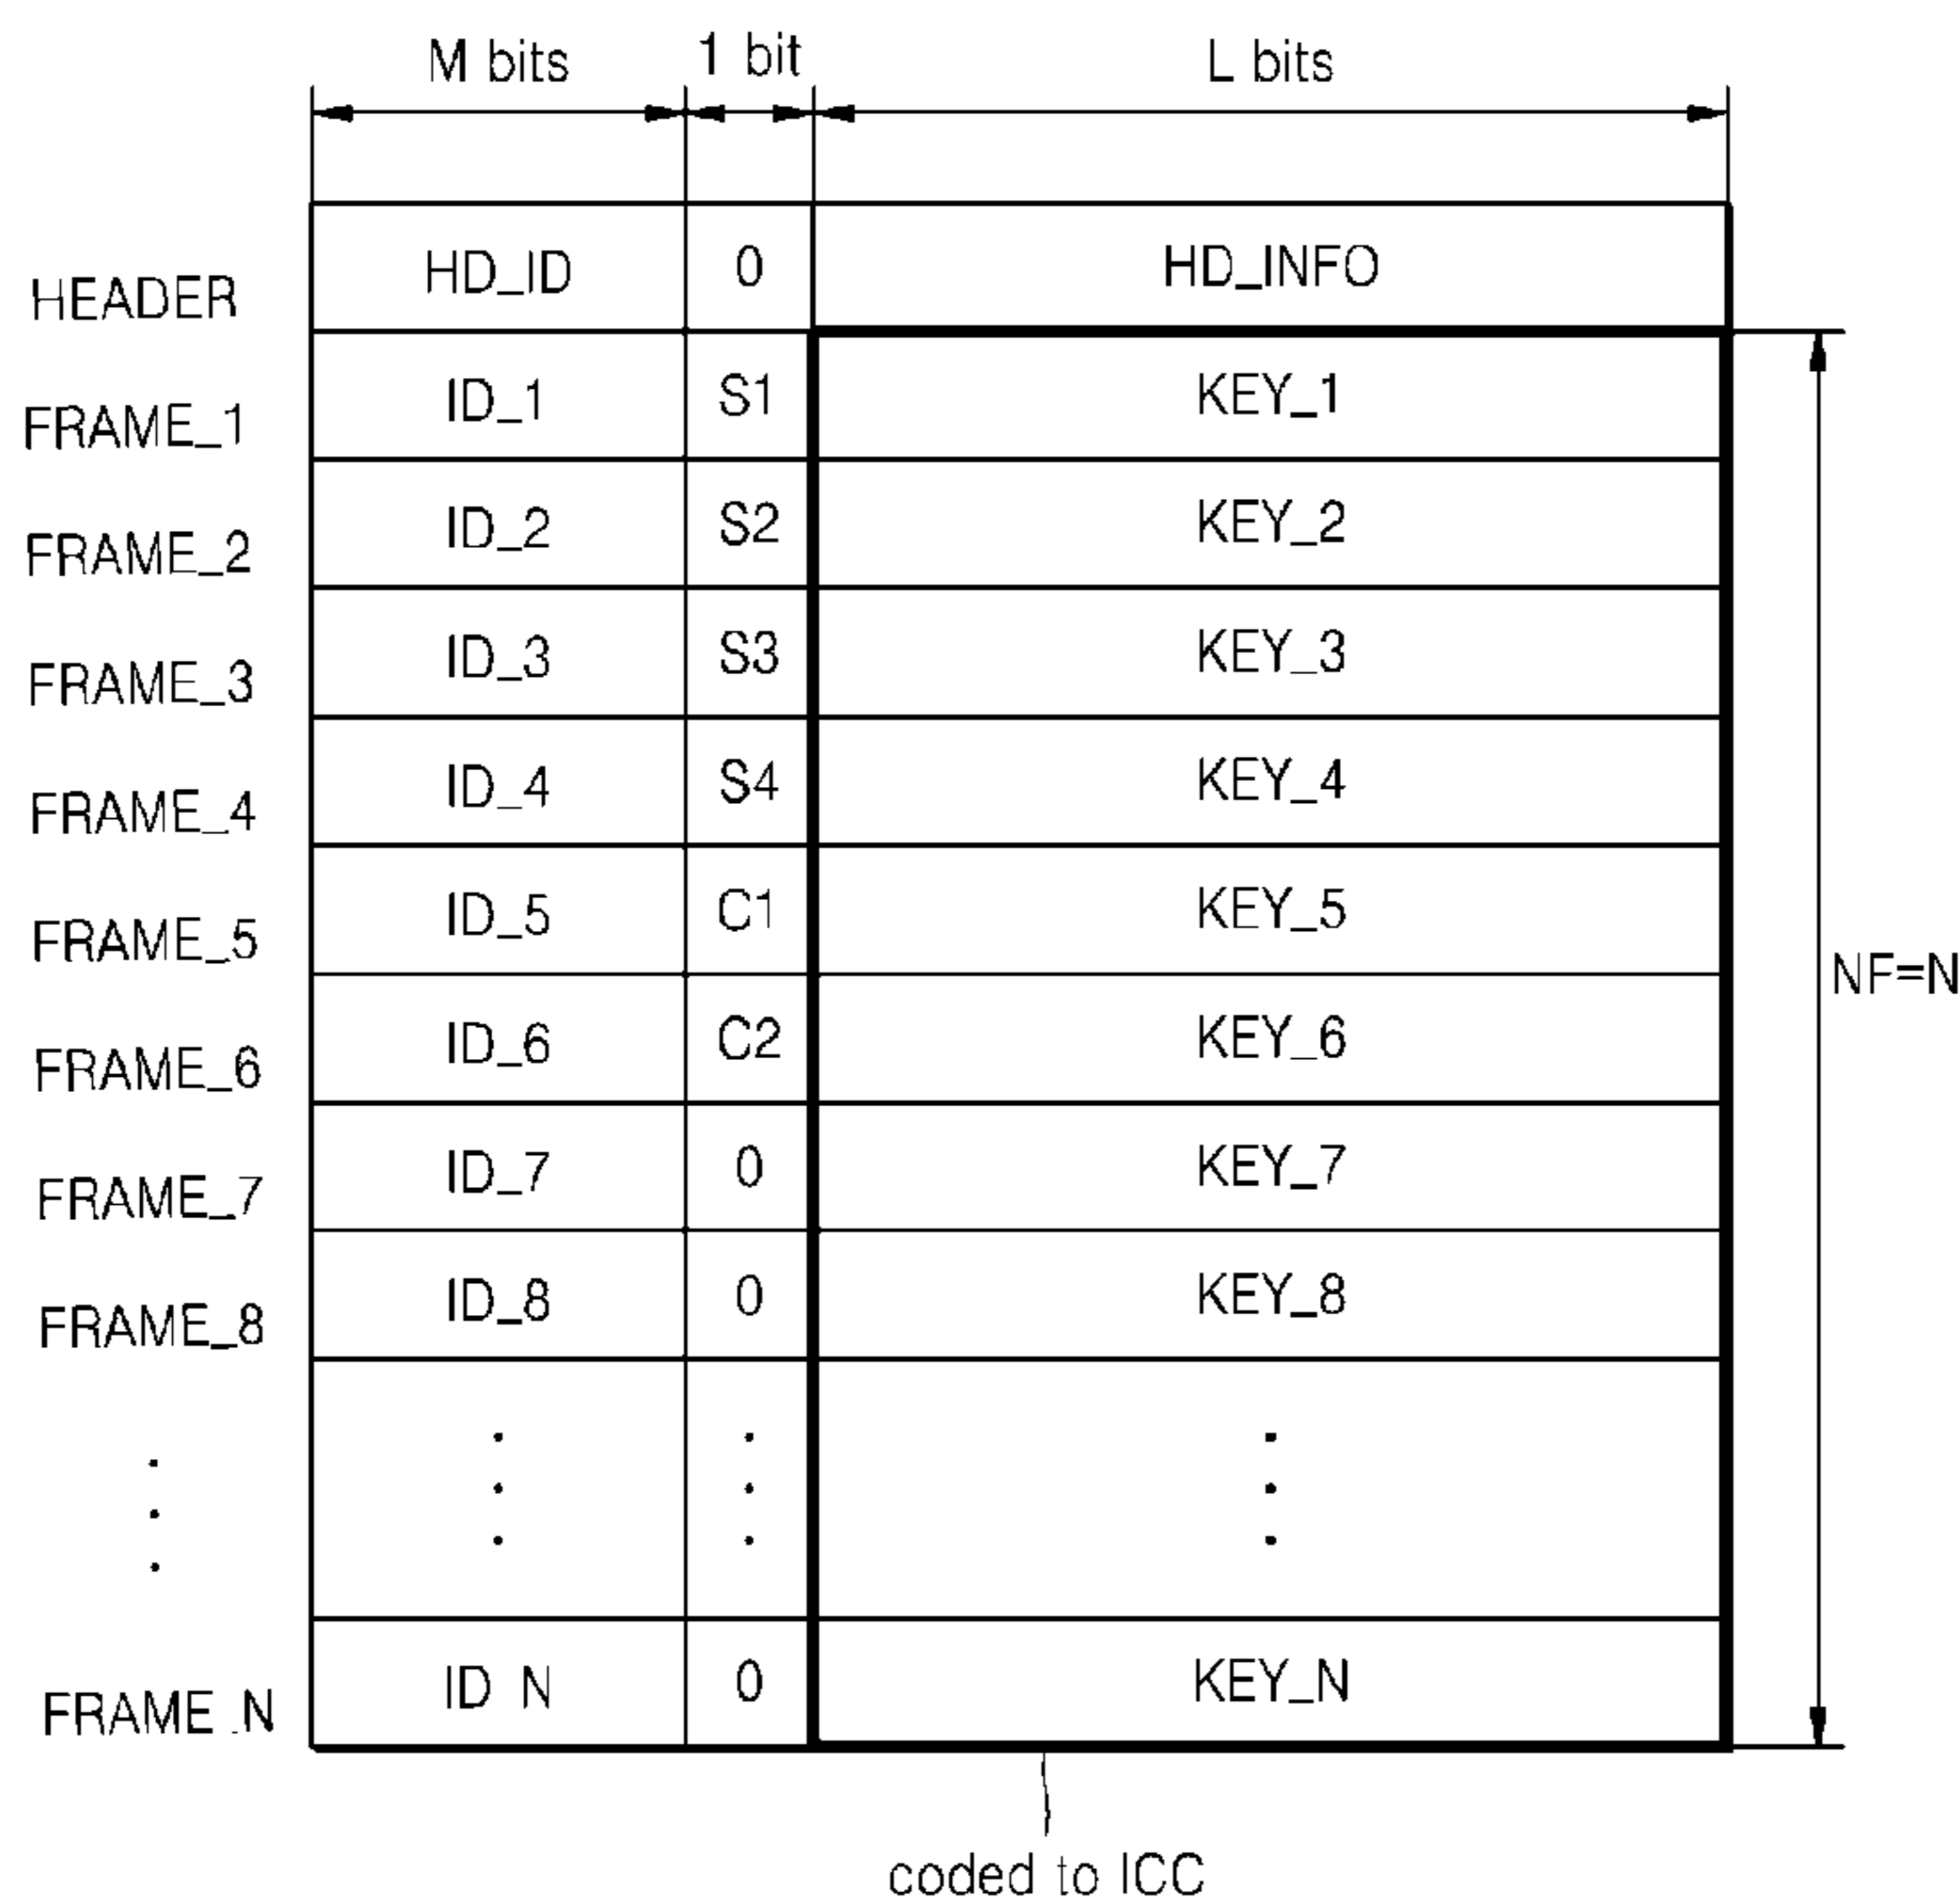 M bits 1 bit L bits
HEADER HD_ID 0 HD_INFO
FRAME_1 ID_1 S1 KEY_1
FRAME_2 ID_2 S2 KEY_2
FRAME_3 ID_3 S3 KEY_3
FRAME_4 ID_4 S4 KEY_4
FRAME_5 ID_5 C1 KEY_5
NF=N
FRAME_6 ID_6 C2 KEY_6
FRAME_7 ID_7 0 KEY_7
FRAME_8 ID_8 0 KEY_8
FRAME_N ID N 0 KEY_N
coded to ICC